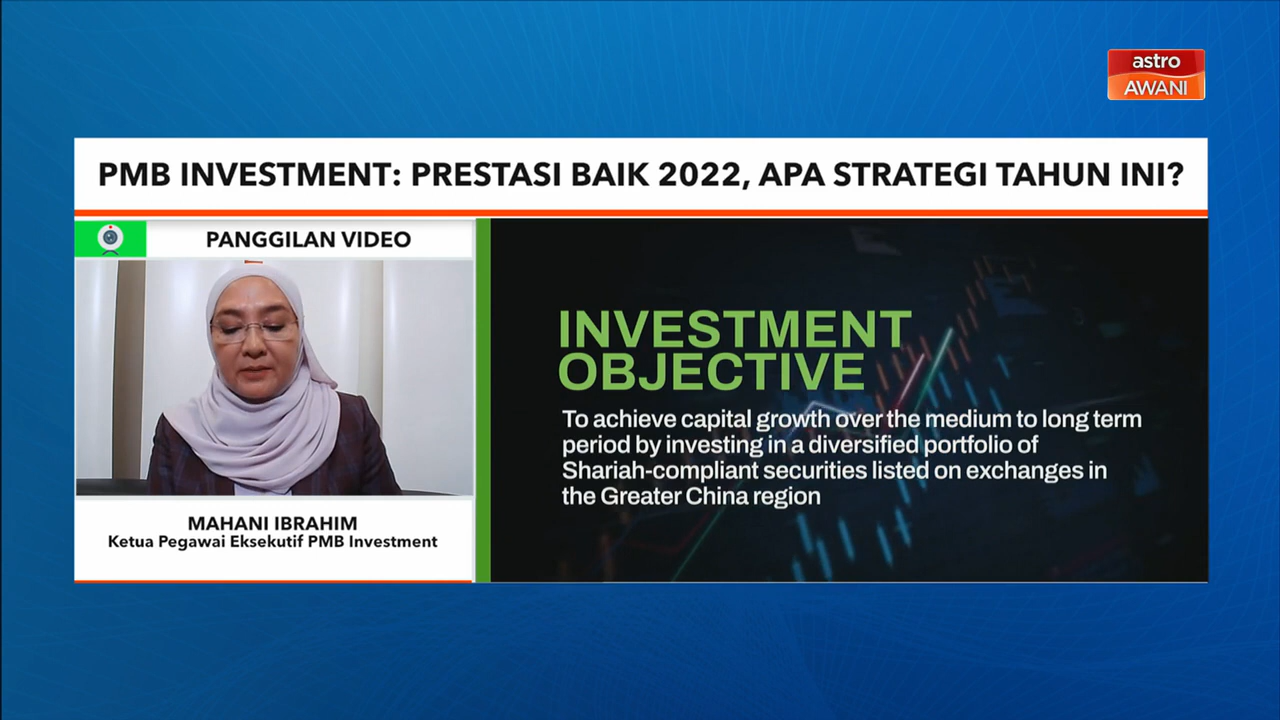 astro
AWANI
PMB INVESTMENT: PRESTASI BAIK 2022, APA STRATEGI TAHUN INI?
PANGGILAN VIDEO
MAHANI IBRAHIM
Ketua Pegawai Eksekutif PMB Investment
INVESTMENT
OBJECTIVE
To achieve capital growth over the medium to long term
period by investing in a diversified portfolio of
Shariah-compliant securities listed on exchanges in
the Greater China region